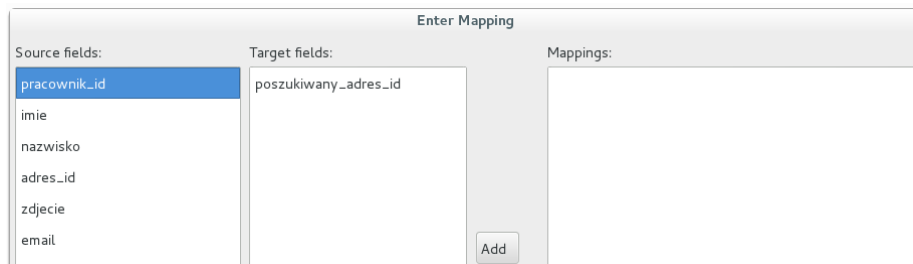 Enter Mapping
Source fields:
Target fields:
Mappings:
pracownik_id
poszukiwany_adres_id
imie
nazwisko
adres_id
zdjecie
email
Add